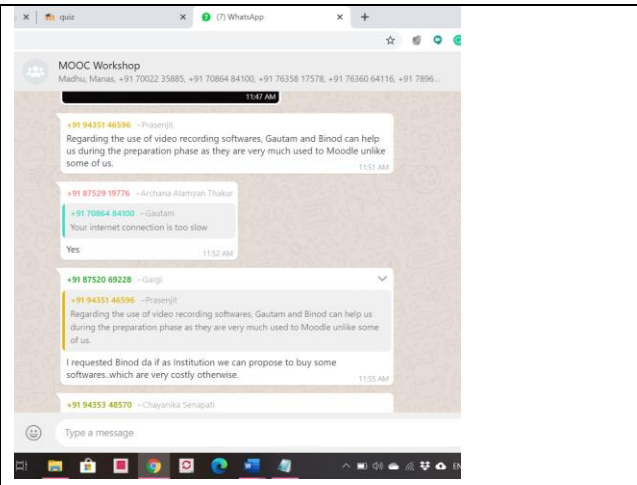 quiz
(7) WhatsApp
MOOC Workshop
Madhu, Manas, +91 70022 35885, +91 70864 84100, +91 76358 17578, +91 76360 64116, +91 7896...
11:47 AM
+91 94351 46596 ~Prasenjit
Regarding the use of video recording softwares, Gautam and Binod can help
us during the preparation phase as they are very much used to Moodle unlike
some of us.
11:51 AM
+91 87529 19776 ~Archana Alamyan Thakur
+91 70864 84100 ~Gautam
Your internet connection is too slow
Yes
11:52 AM
+91 87520 69228 ~Gargi
+91 94351 46596 ~Prasenjit
Regarding the use of video recording softwares, Gautam and Binod can help us
during the preparation phase as they are very much used to Moodle unlike some
of us.
I requested Binod da if as Institution we can propose to buy some
softwares..which are very costly otherwise.
11:55 AM
+91 94353 48570 ~Chayanika Senapati
Type a message
EN